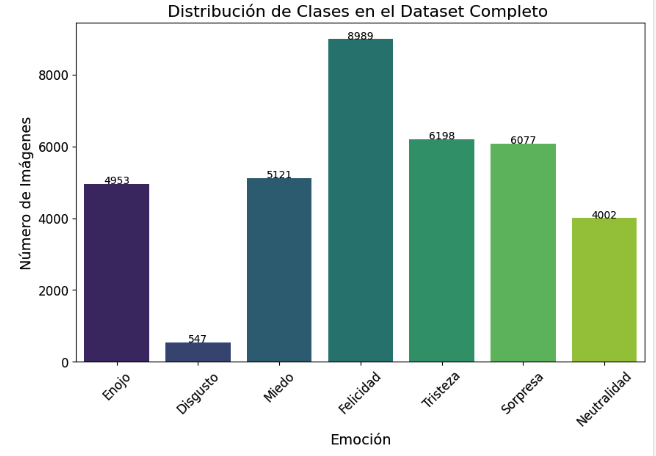 Distribución de Clases en el Dataset Completo
8989
8000
6198
6077
6000
5121
4953
4002
4000
2000
547
0
Número de Imágenes
Enojo
Disgusto
Miedo
Felicidad
Tristeza
Sorpresa
Neutralidad
Emoción